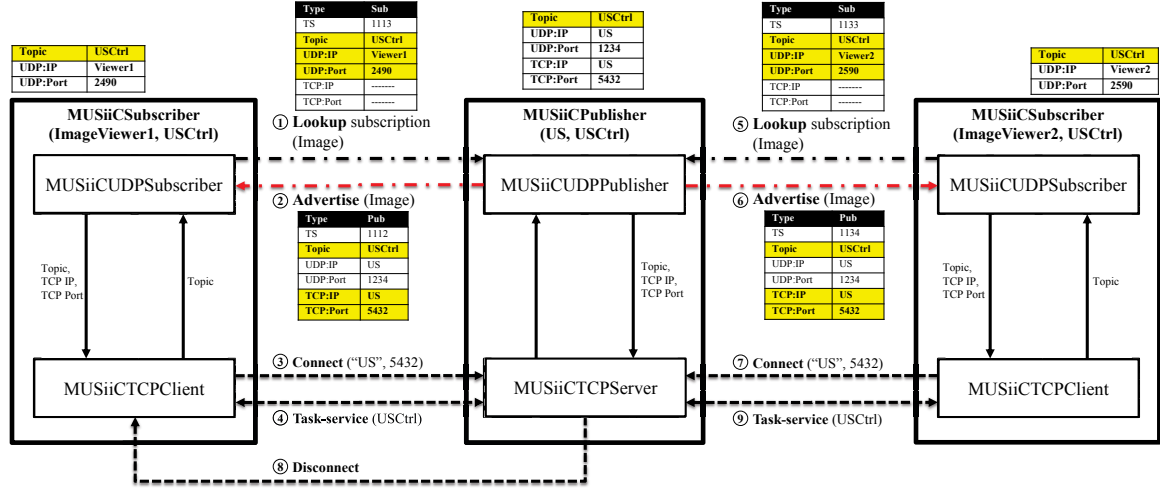 Type Sub
TS 1113
Topic USCtrl
UDP:IP Viewer1
UDP:Port 2490
TCP:IP -------
TCP:Port -------
Topic USCtrl
UDP:IP US
UDP:Port 1234
TCP:IP US
TCP:Port 5432
Type Sub
TS 1133
Topic USCtrl
UDP:IP Viewer2
UDP:Port 2590
TCP:IP -------
TCP:Port -------
Topic USCtrl
UDP:IP Viewer1
UDP:Port 2490
Topic USCtrl
UDP:IP Viewer2
UDP:Port 2590
MUSiiCSubscriber
(ImageViewer1, USCtrl)
① Lookup subscription
(Image)
MUSiiCPublisher
(US, USCtrl)
⑤ Lookup subscription
(Image)
MUSiiCSubscriber
(ImageViewer2, USCtrl)
MUSiiCUDPSubscriber
MUSiiCUDPPublisher
MUSiiCUDPSubscriber
② Advertise (Image)
⑥ Advertise (Image)
Type Pub
TS 1112
Topic USCtrl
UDP:IP US
UDP:Port 1234
TCP:IP US
TCP:Port 5432
Type Pub
TS 1134
Topic USCtrl
UDP:IP US
UDP:Port 1234
TCP:IP US
TCP:Port 5432
Topic,
TCP IP,
TCP Port
Topic
Topic,
TCP IP,
TCP Port
Topic,
TCP IP,
TCP Port
Topic
③ Connect (“US”, 5432)
⑦ Connect (“US”, 5432)
MUSiiCTCPClient
MUSiiCTCPServer
MUSiiCTCPClient
④ Task-service (USCtrl)
⑨ Task-service (USCtrl)
⑧ Disconnect